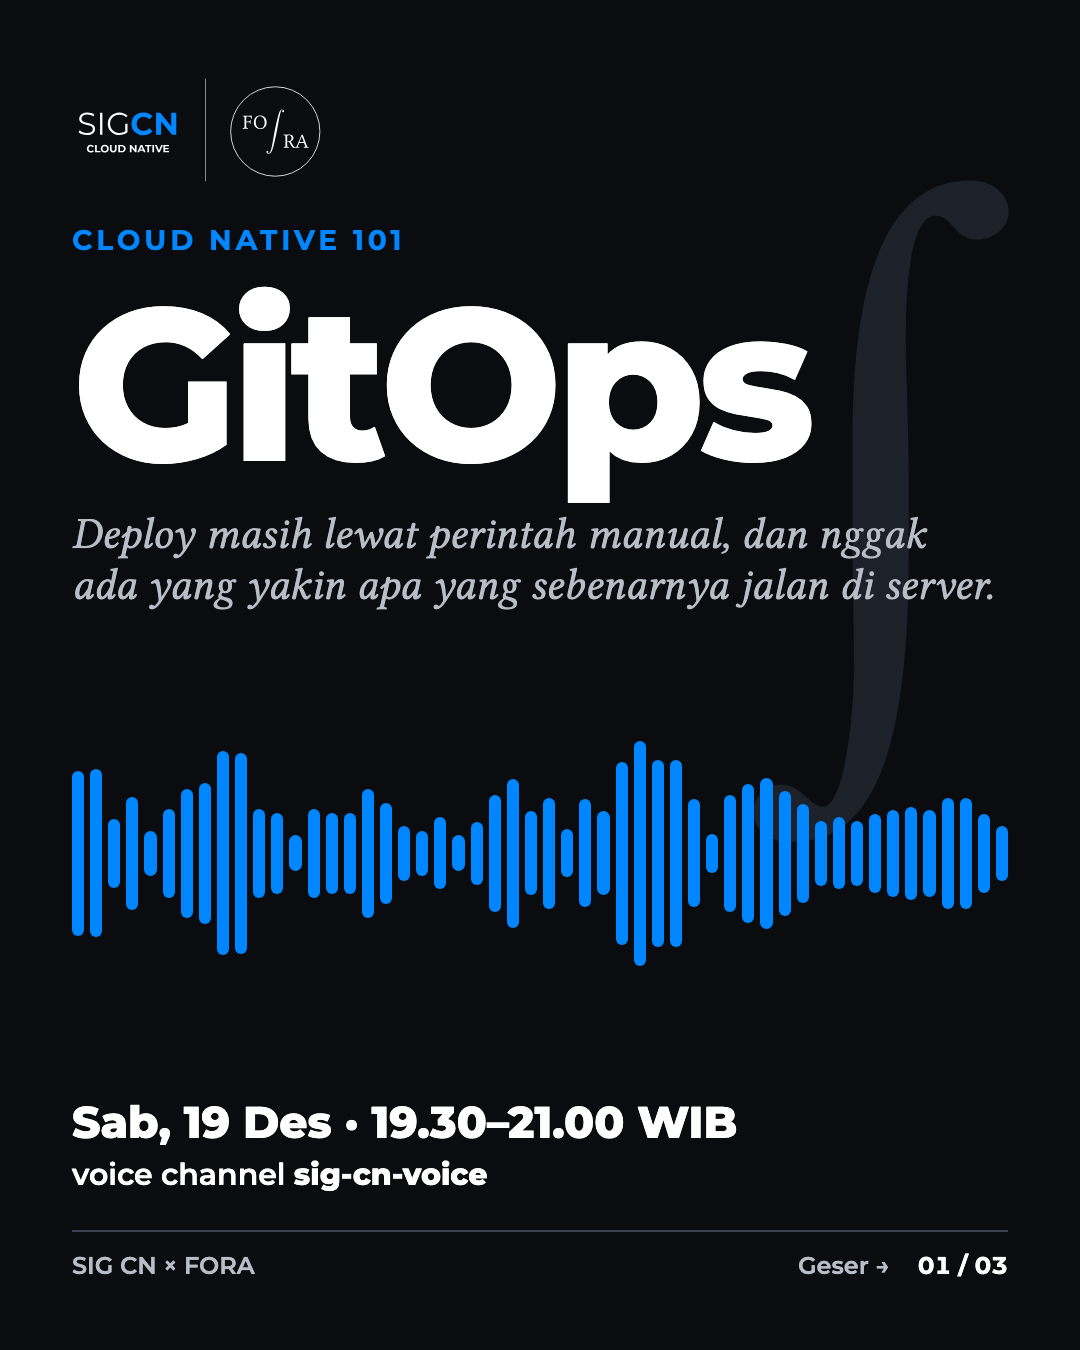 SIGCN
CLOUD NATIVE
FO∫RA
CLOUD NATIVE 101
GitOps
Deploy masih lewat perintah manual, dan nggak
ada yang yakin apa yang sebenarnya jalan di server.
Sab, 19 Des · 19.30–21.00 WIB
voice channel sig-cn-voice
SIG CN × FORA
Geser → 01 / 03